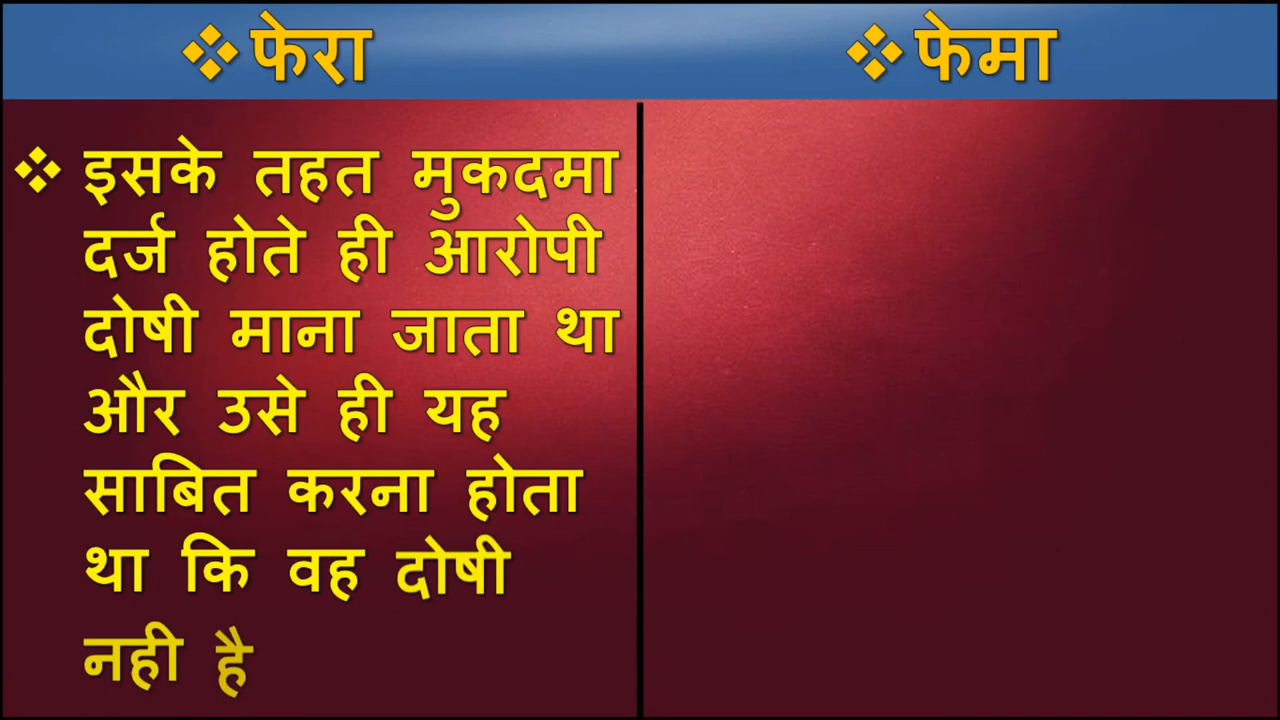 ❖फेरा
❖फेमा
❖ इसके तहत मुकदमा
दर्ज होते ही आरोपी
दोषी माना जाता था
और उसे ही यह
साबित करना होता
था कि वह दोषी
नही है